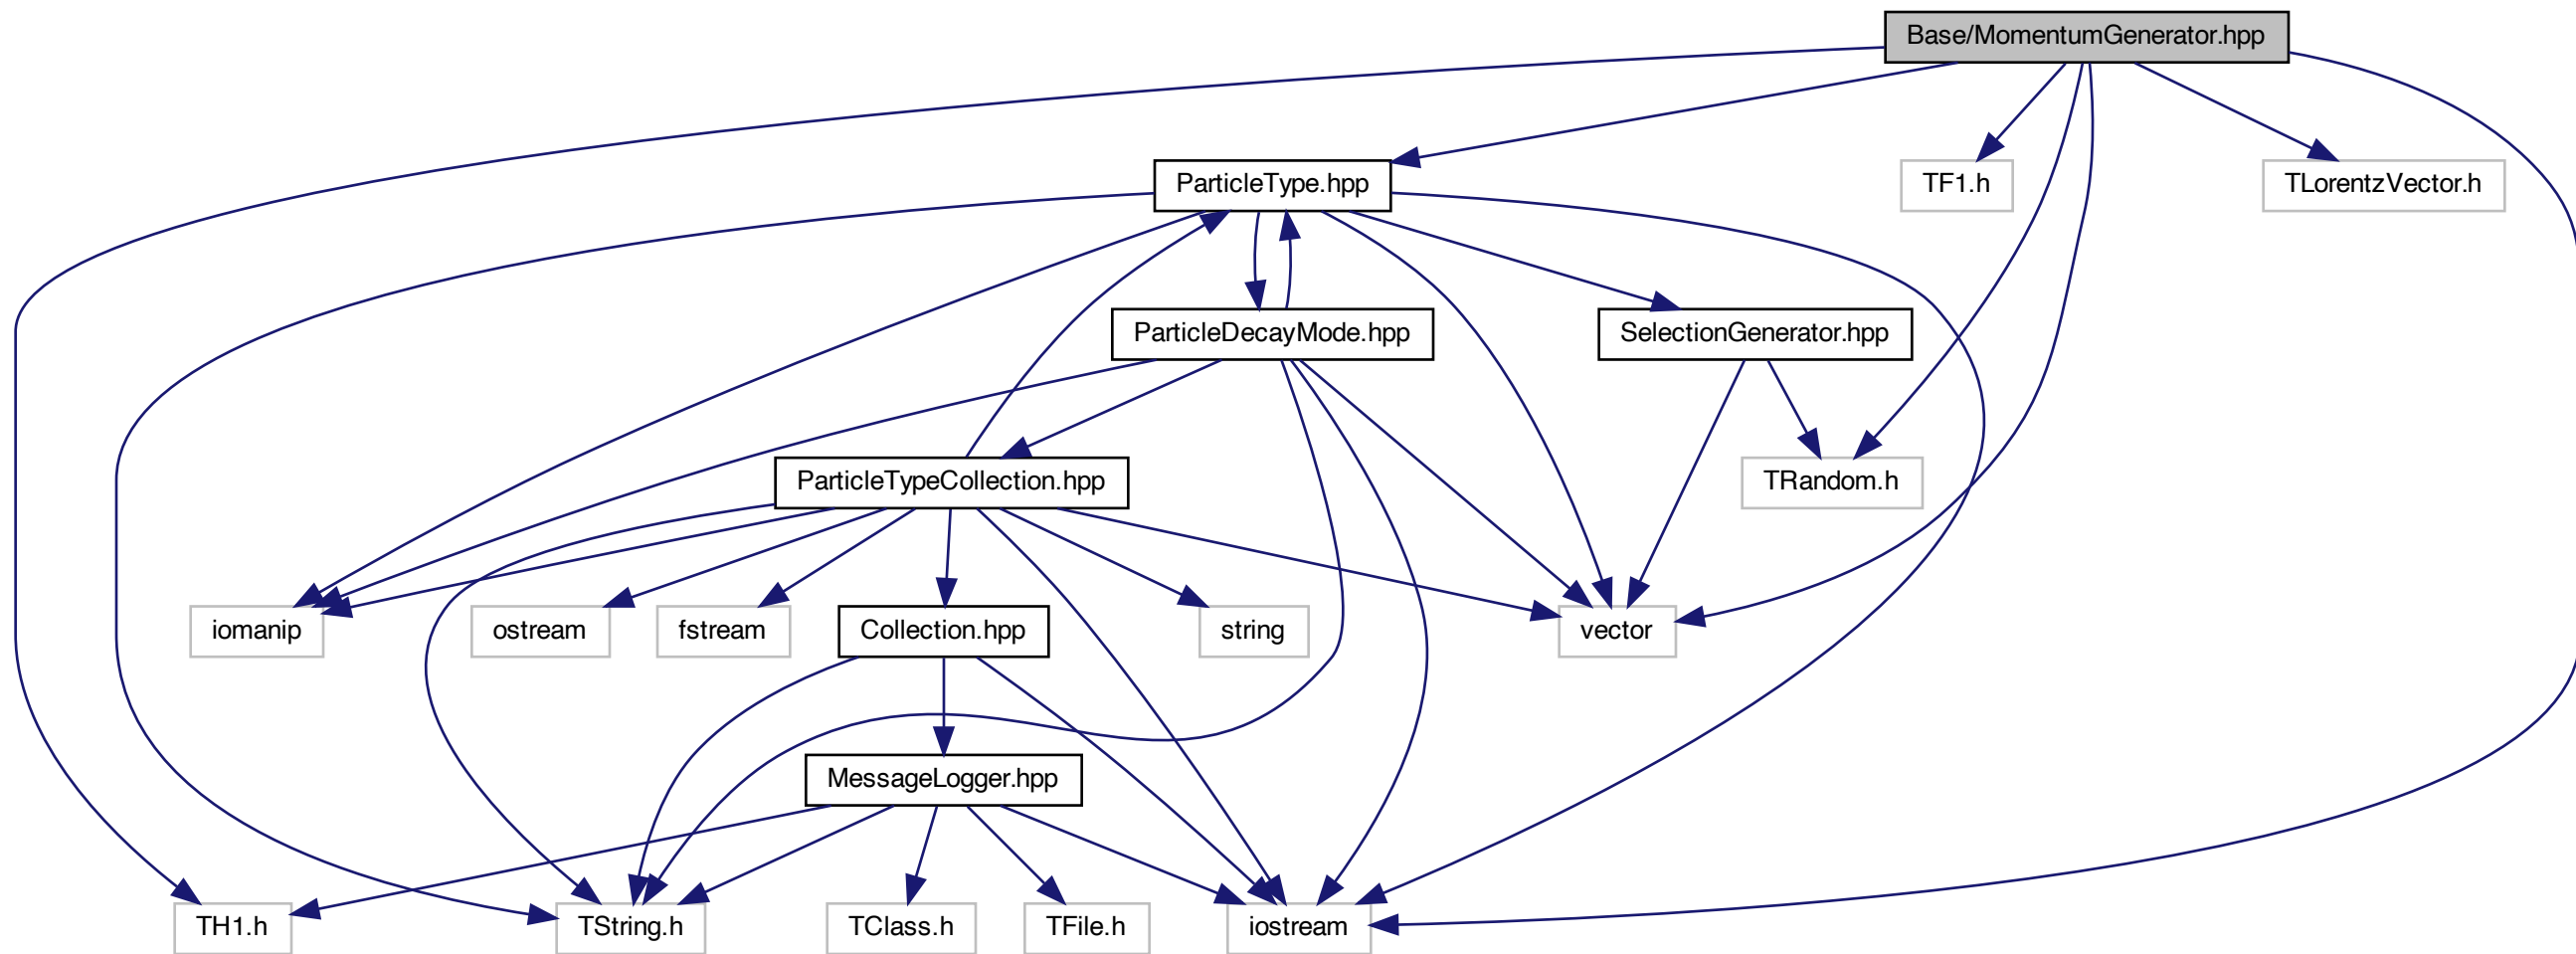 Base/MomentumGenerator.hpp
ParticleType.hpp
TF1.h
TLorentzVector.h
ParticleDecayMode.hpp
SelectionGenerator.hpp
ParticleTypeCollection.hpp
TRandom.h
iomanip
ostream
fstream
Collection.hpp
string
vector
MessageLogger.hpp
TH1.h
TString.h
TClass.h
TFile.h
iostream